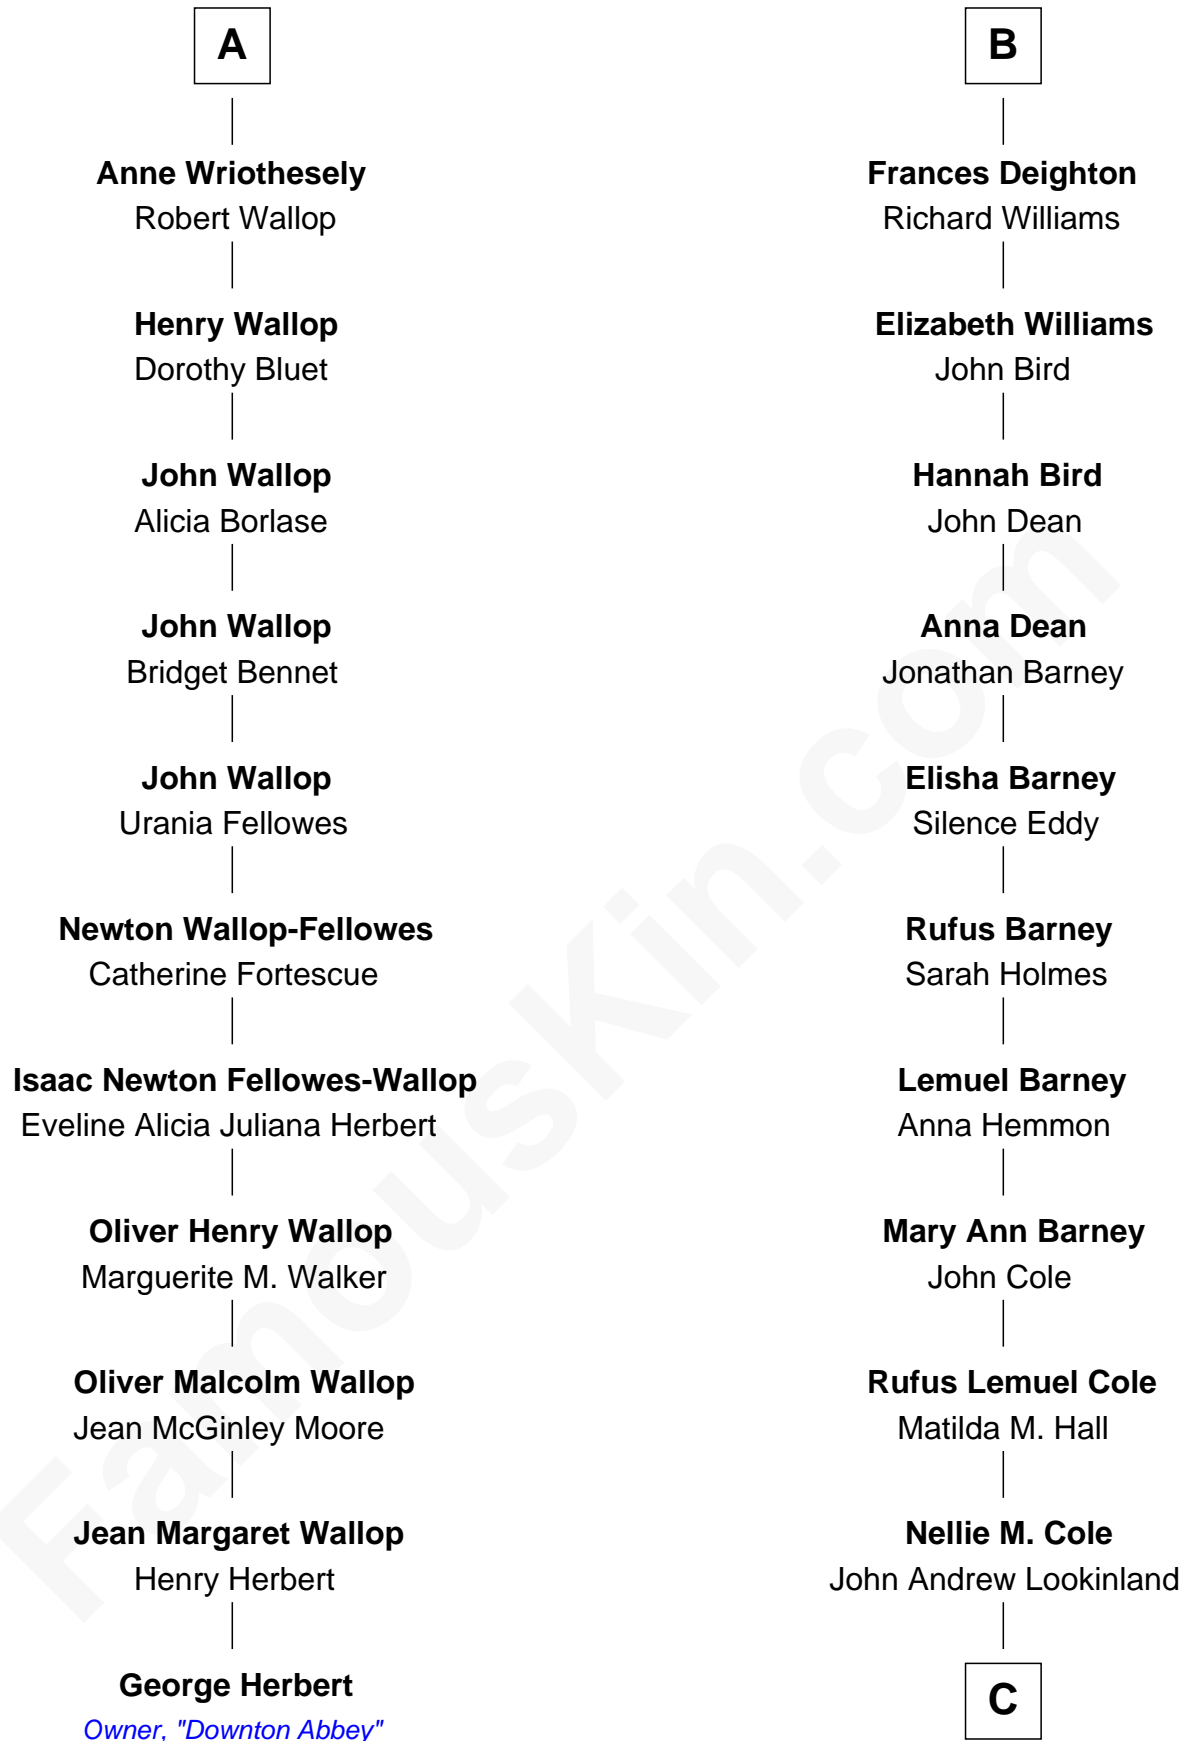 A
Anne Wriothesely
Robert Wallop
Henry Wallop
Dorothy Bluet
John Wallop
Alicia Borlase
John Wallop
Bridget Bennet
John Wallop
Urania Fellowes
Newton Wallop-Fellowes
Catherine Fortescue
Isaac Newton Fellowes-Wallop
Eveline Alicia Juliana Herbert
Oliver Henry Wallop
Marguerite M. Walker
Oliver Malcolm Wallop
Jean McGinley Moore
Jean Margaret Wallop
Henry Herbert
George Herbert
Owner, "Downton Abbey"
B
Frances Deighton
Richard Williams
Elizabeth Williams
John Bird
Hannah Bird
John Dean
Anna Dean
Jonathan Barney
Elisha Barney
Silence Eddy
Rufus Barney
Sarah Holmes
Lemuel Barney
Anna Hemmon
Mary Ann Barney
John Cole
Rufus Lemuel Cole
Matilda M. Hall
Nellie M. Cole
John Andrew Lookinland
C
FamousKin.com